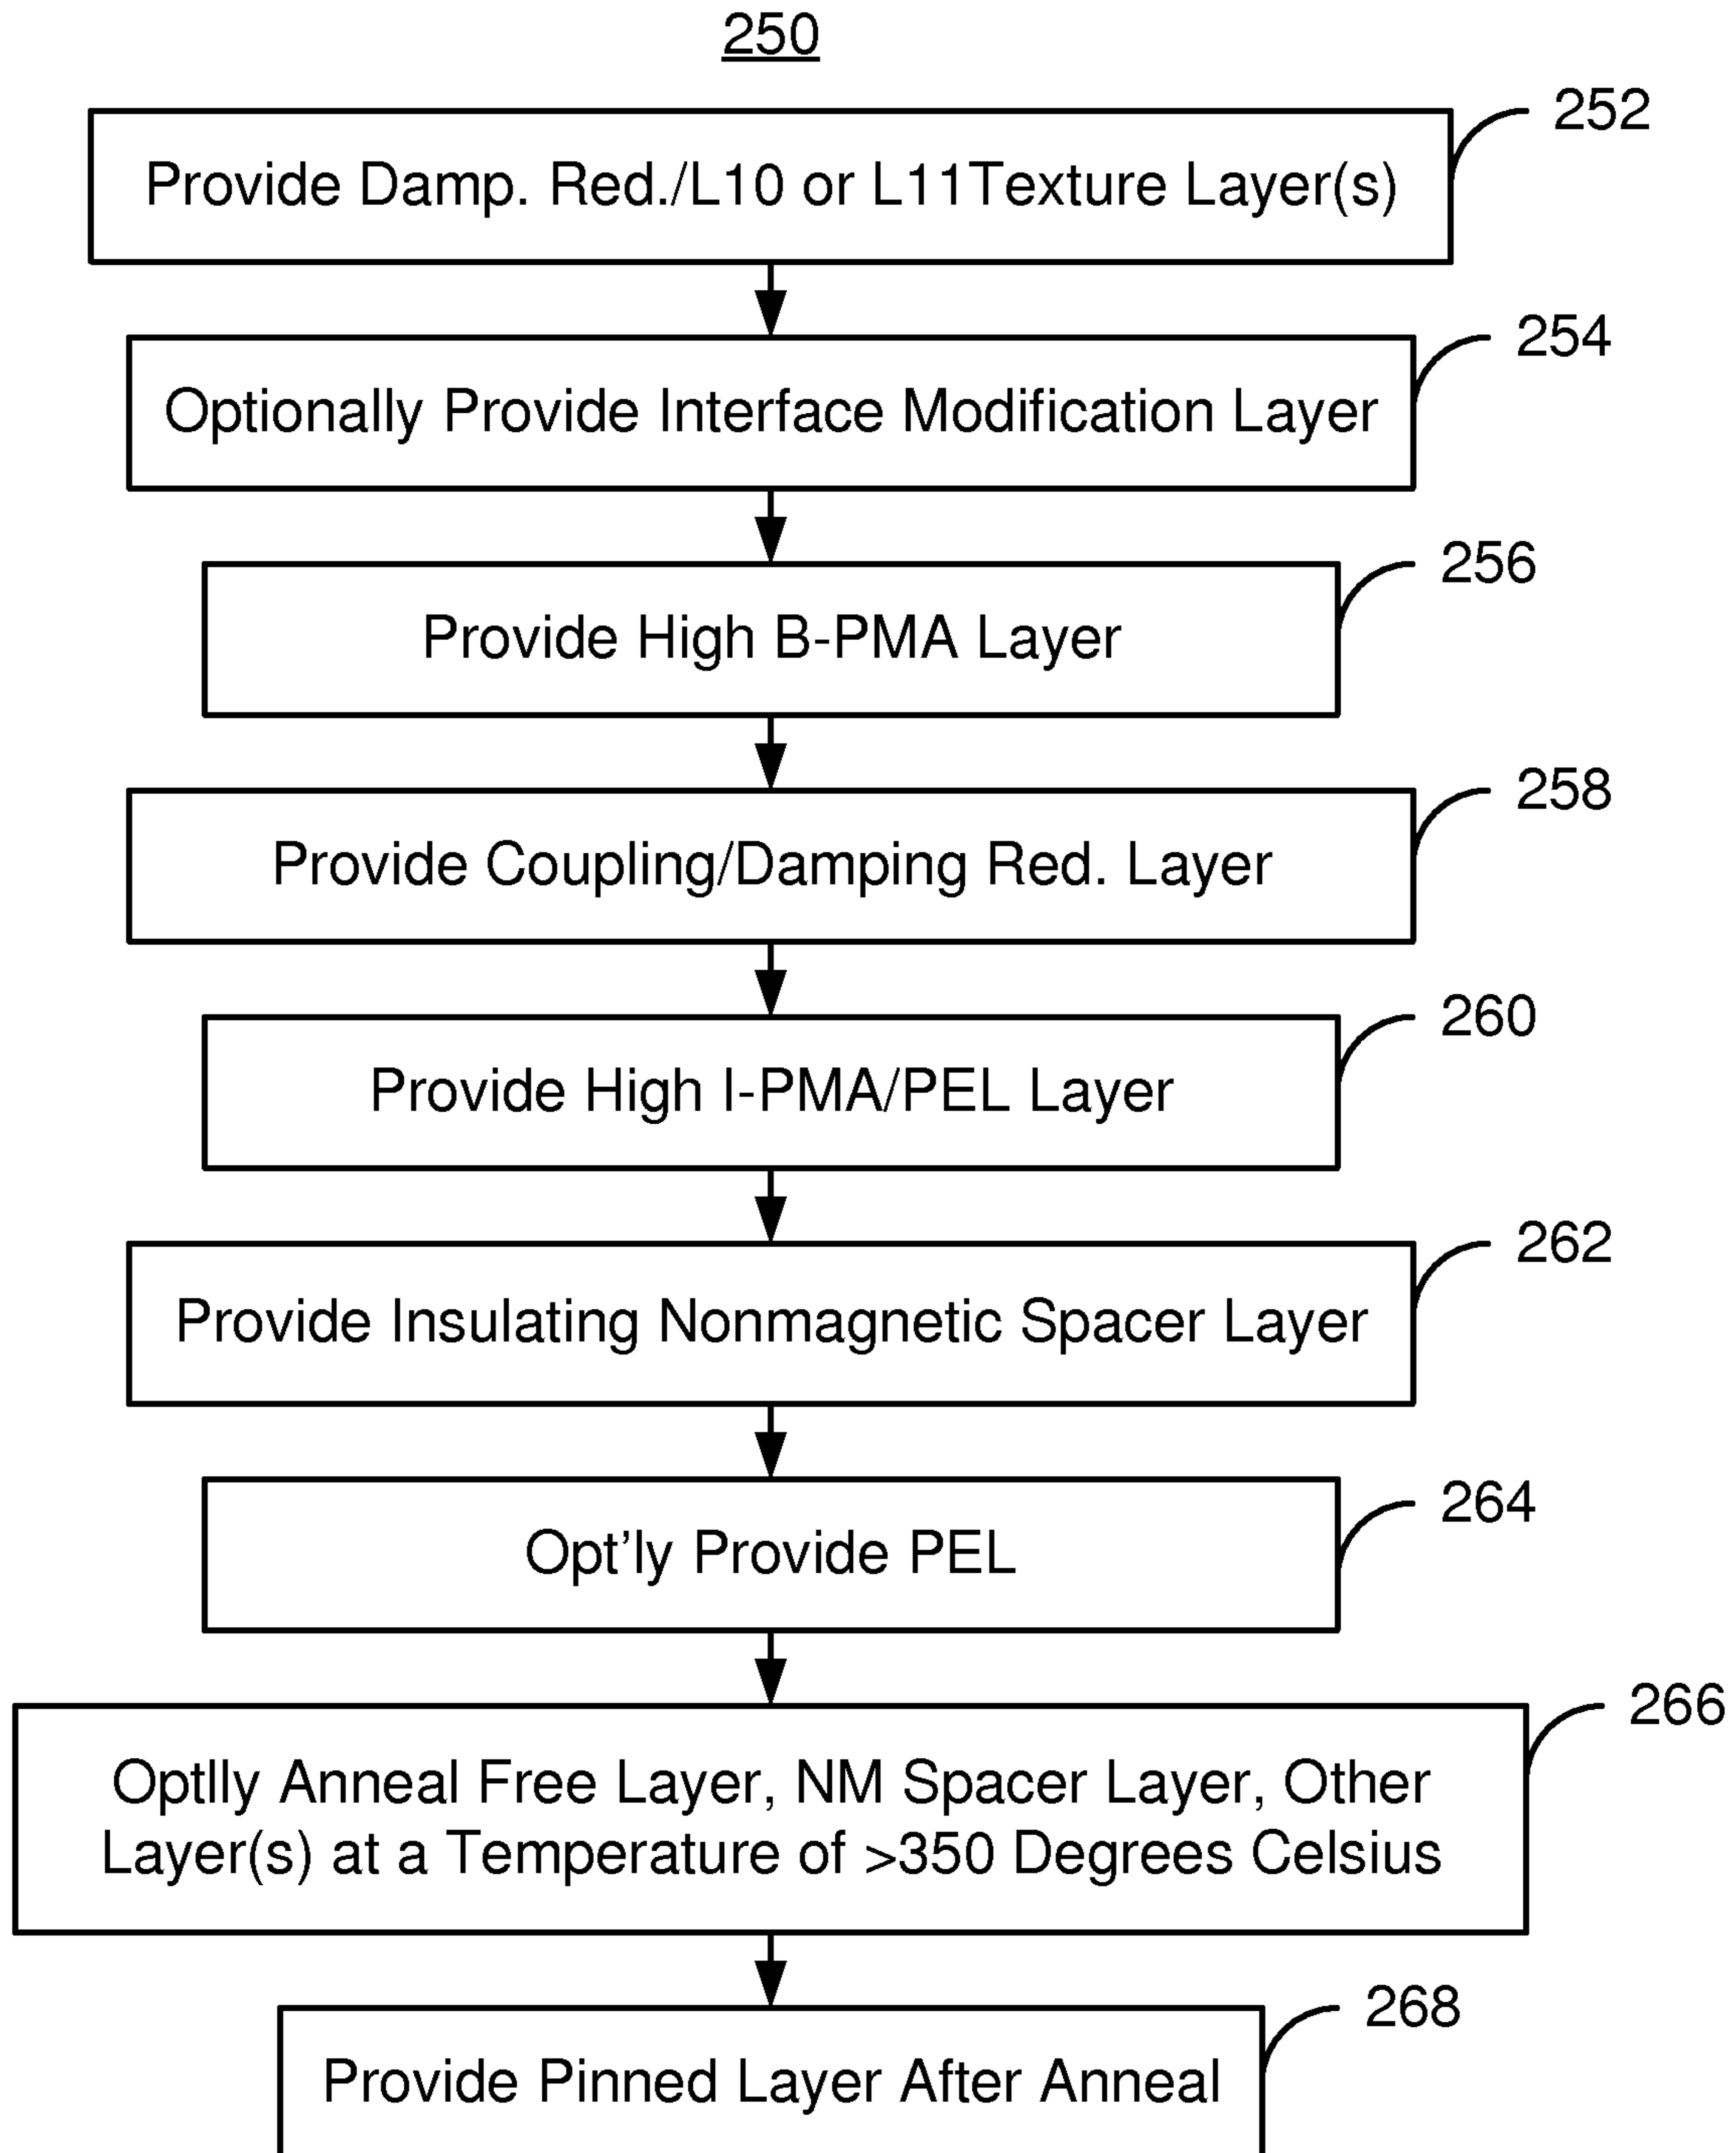 250
252
Provide Damp. Red./L10 or L11Texture Layer(s)
254
Optionally Provide Interface Modification Layer
256
Provide High B-PMA Layer
258
Provide Coupling/Damping Red. Layer
260
Provide High I-PMA/PEL Layer
262
Provide Insulating Nonmagnetic Spacer Layer
264
Opt’ly Provide PEL
266
Optlly Anneal Free Layer, NM Spacer Layer, Other
Layer(s) at a Temperature of >350 Degrees Celsius
268
Provide Pinned Layer After Anneal